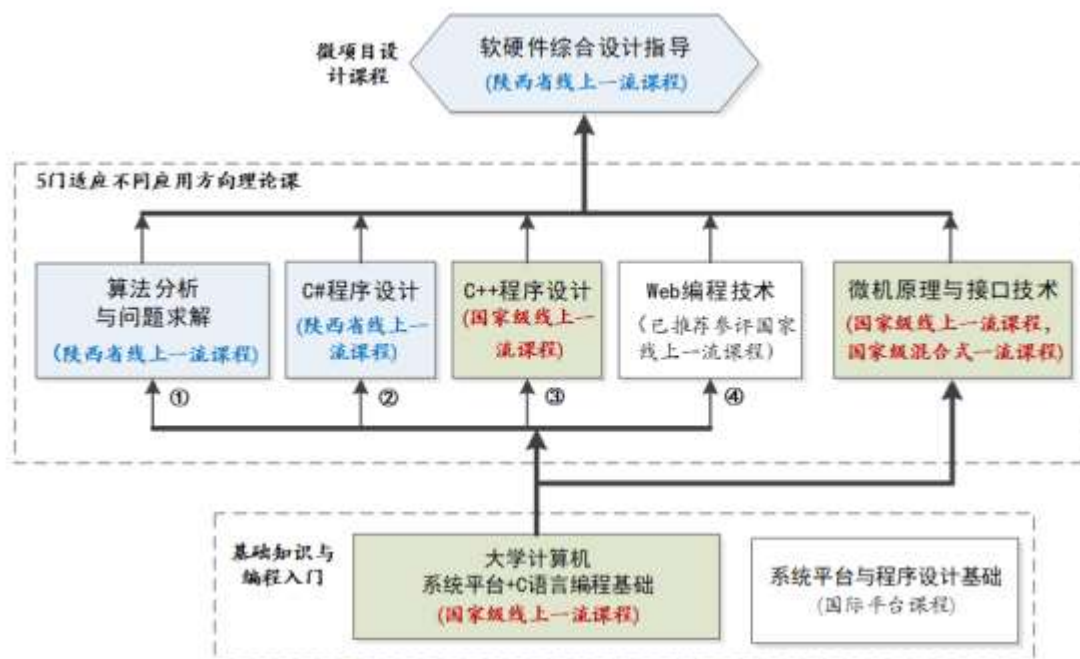 微项目设
计课程
软硬件综合设计指导
(陕西省线上一流课程)
5门适应不同应用方向理论课
算法分析
与问题求解
(陕西省线上一流课程)
C#程序设计
(陕西省线上一
流课程)
C++程序设计
(国家级线上一
流课程)
Web编程技术
(已推荐参评国家
线上一流课程)
微机原理与接口技术
(国家级线上一流课程,
国家级混合式一流课程)
①
②
③
④
基础知识与
编程入门
大学计算机
系统平台+C语言编程基础
(国家级线上一流课程)
系统平台与程序设计基础
(国际平台课程)